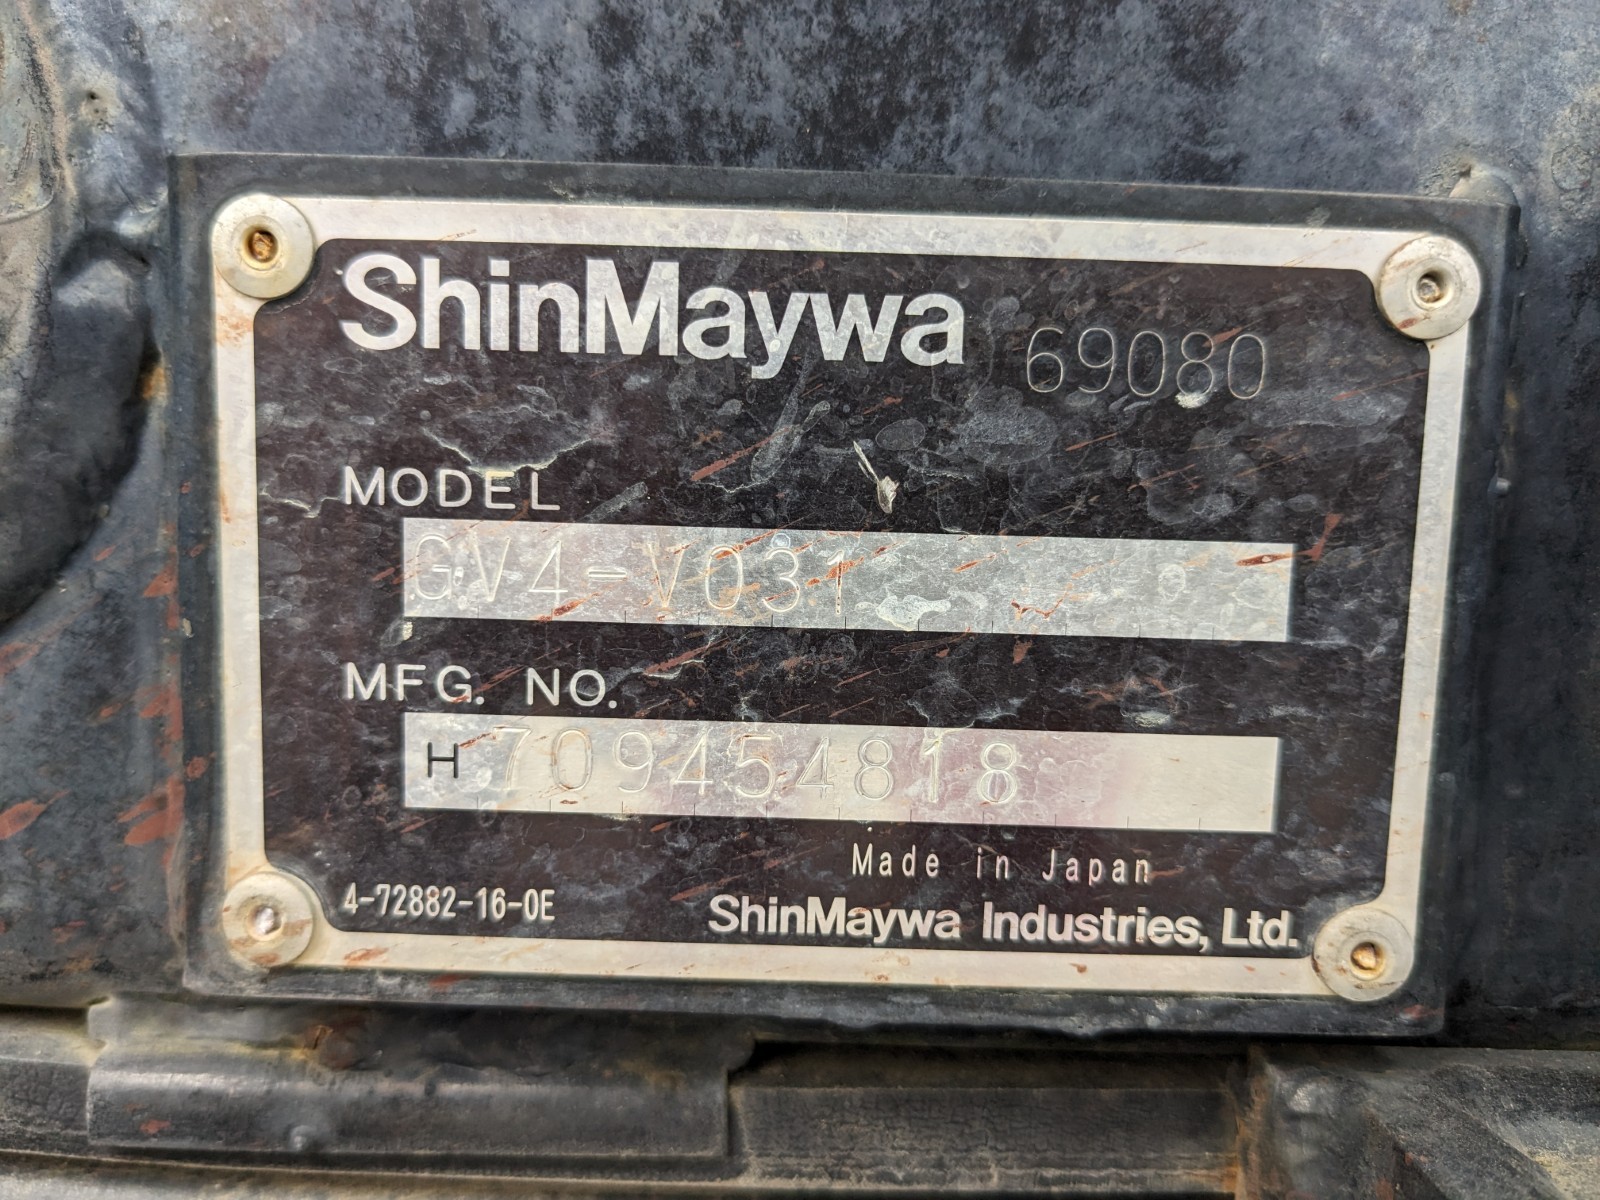 ShinMaywa 69080
MODEL
GV4-V031
MFG. NO.
H 709454818
Made in Japan
4-72882-16-0E
ShinMaywa Industries, Ltd.